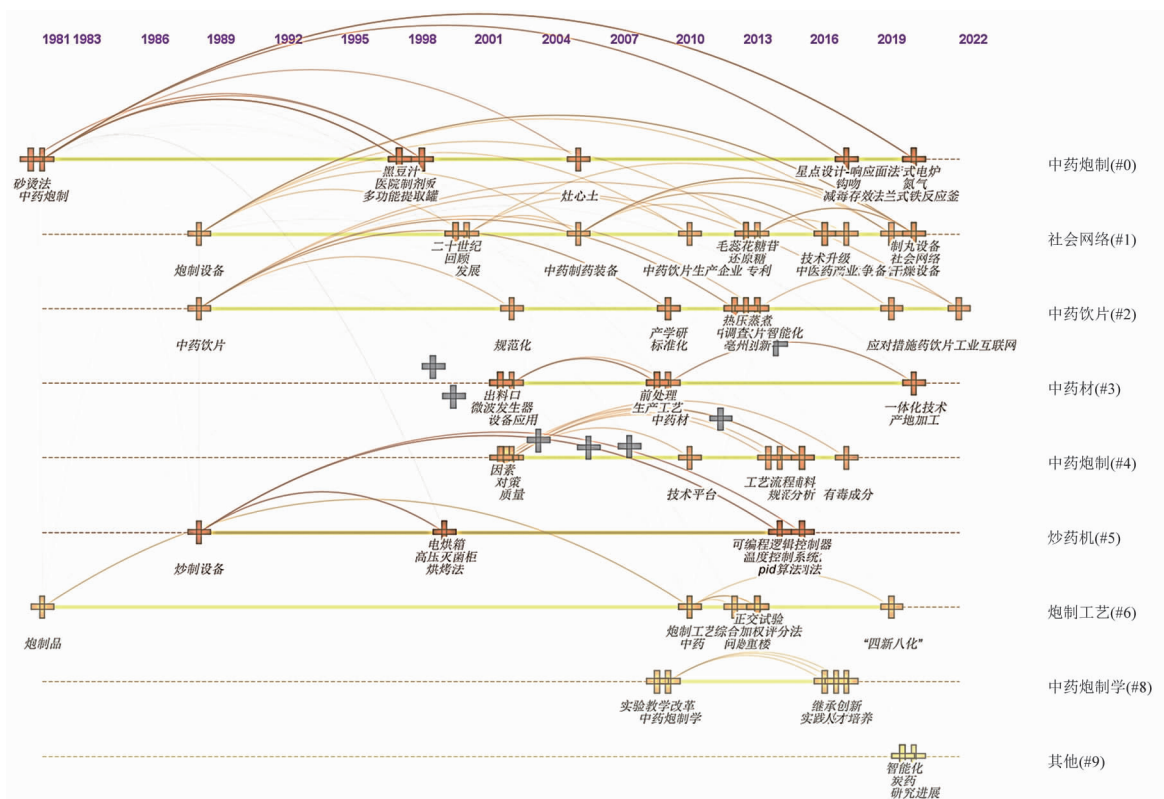 1981 1983 1986 1989 1992 1995 1998 2001 2004 2007 2010 2013 2016 2019 2022
中药炮制(#0)
砂烫法
中药炮制
黑豆汁
医院制剂
多功能提取罐
灶心土
星点设计-响应面法
钩吻
减毒存效
式电炉
氮气
法兰式铁反应釜
社会网络(#1)
炮制设备
二十世纪
回顾
发展
中药制药装备
中药饮片生产企业 专利
毛蕊花糖苷
还原糖
技术升级
中医药产业
争备
制丸设备
社会网络
干燥设备
中药饮片(#2)
中药饮片
规范化
产学研
标准化
热压蒸煮
调查
片智能化
亳州
创新
应对措施
药饮片工业互联网
中药材(#3)
出料口
微波发生器
设备应用
前处理
生产工艺
中药材
一体化技术
产地加工
中药炮制(#4)
因素
对策
质量
技术平台
工艺流程
辅料
规范
分析
有毒成分
炒药机(#5)
炒制设备
电烘箱
高压灭菌柜
烘烤法
可编程逻辑控制器
温度控制系统
pid算法
炮制工艺(#6)
炮制品
炮制工艺
中药
正交试验
综合加权评分法
重楼
“四新八化”
中药炮制学(#8)
实验教学改革
中药炮制学
继承创新
实践
人才培养
其他(#9)
智能化
炭药
研究进展